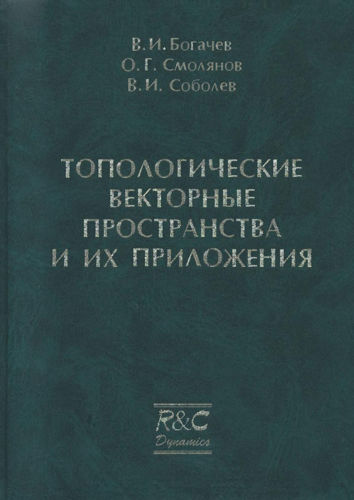 В. И. Богачев
О. Г. Смолянов
В. И. Соболев
ТОПОЛОГИЧЕСКИЕ
ВЕКТОРНЫЕ
ПРОСТРАНСТВА
И ИХ ПРИЛОЖЕНИЯ
R&C
Dynamics